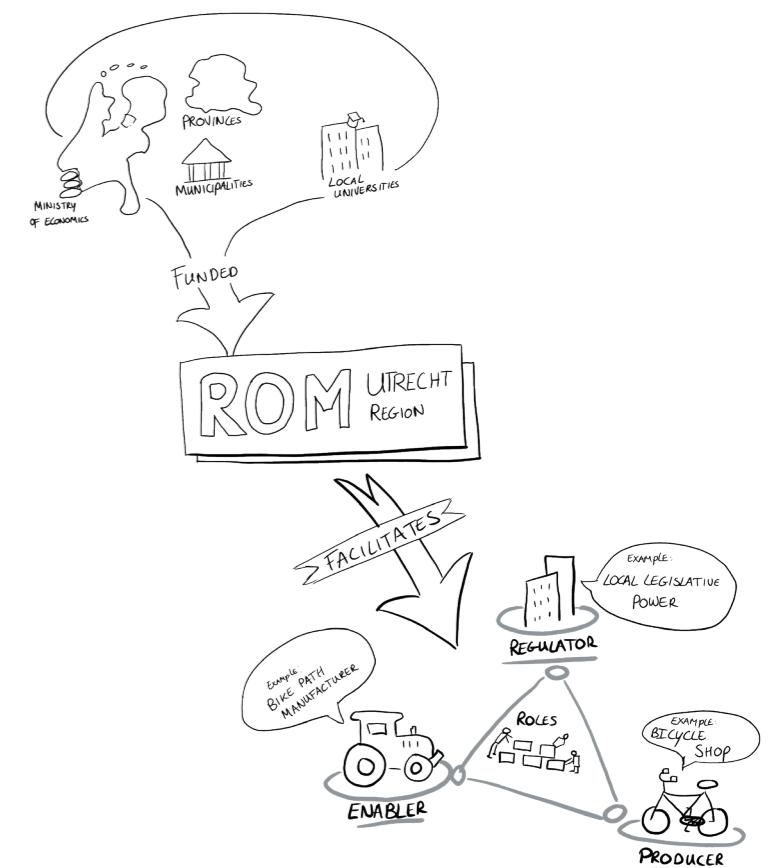 PROVINCES
MUNICIPALITIES
LOCAL
UNIVERSITIES
MINISTRY
OF ECONOMICS
FUNDED
ROM UTRECHT
REGION
FACILITATES
EXAMPLE:
LOCAL LEGISLATIVE
POWER
REGULATOR
EXAMPLE:
BIKE PATH
MANUFACTURER
ROLES
EXAMPLE:
BICYCLE
SHOP
ENABLER
PRODUCER